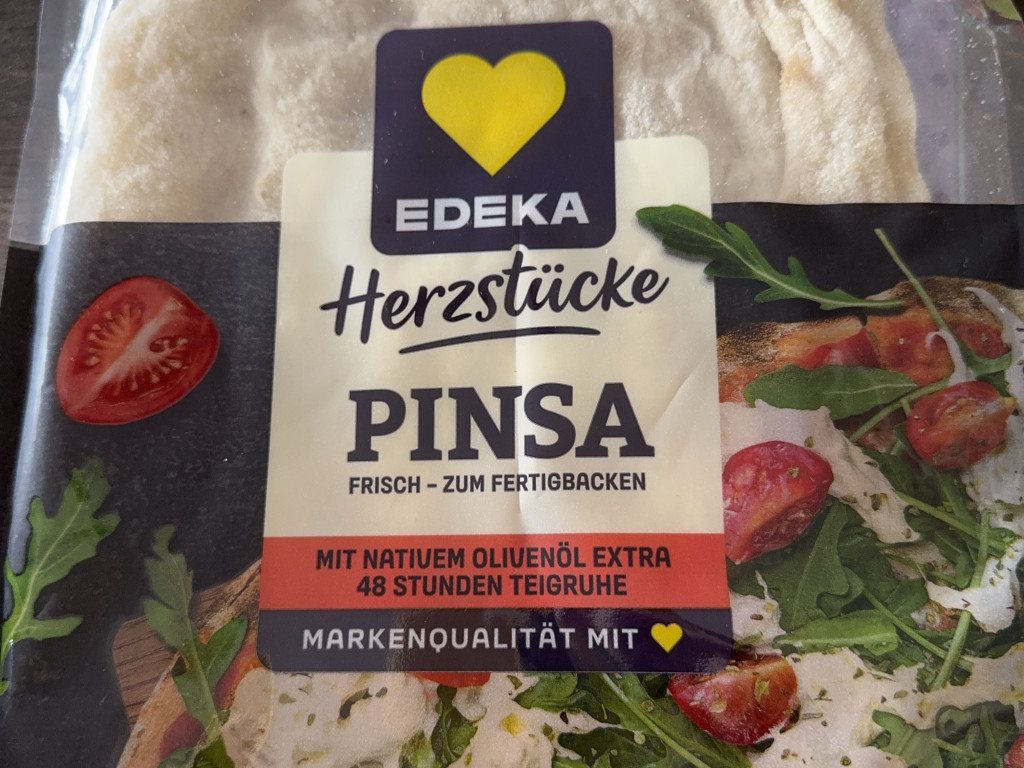 EDEKA
Herzstücke
PINSA
FRISCH – ZUM FERTIGBACKEN
MIT NATIVEM OLIVENÖL EXTRA
48 STUNDEN TEIGRUHE
MARKENQUALITÄT MIT